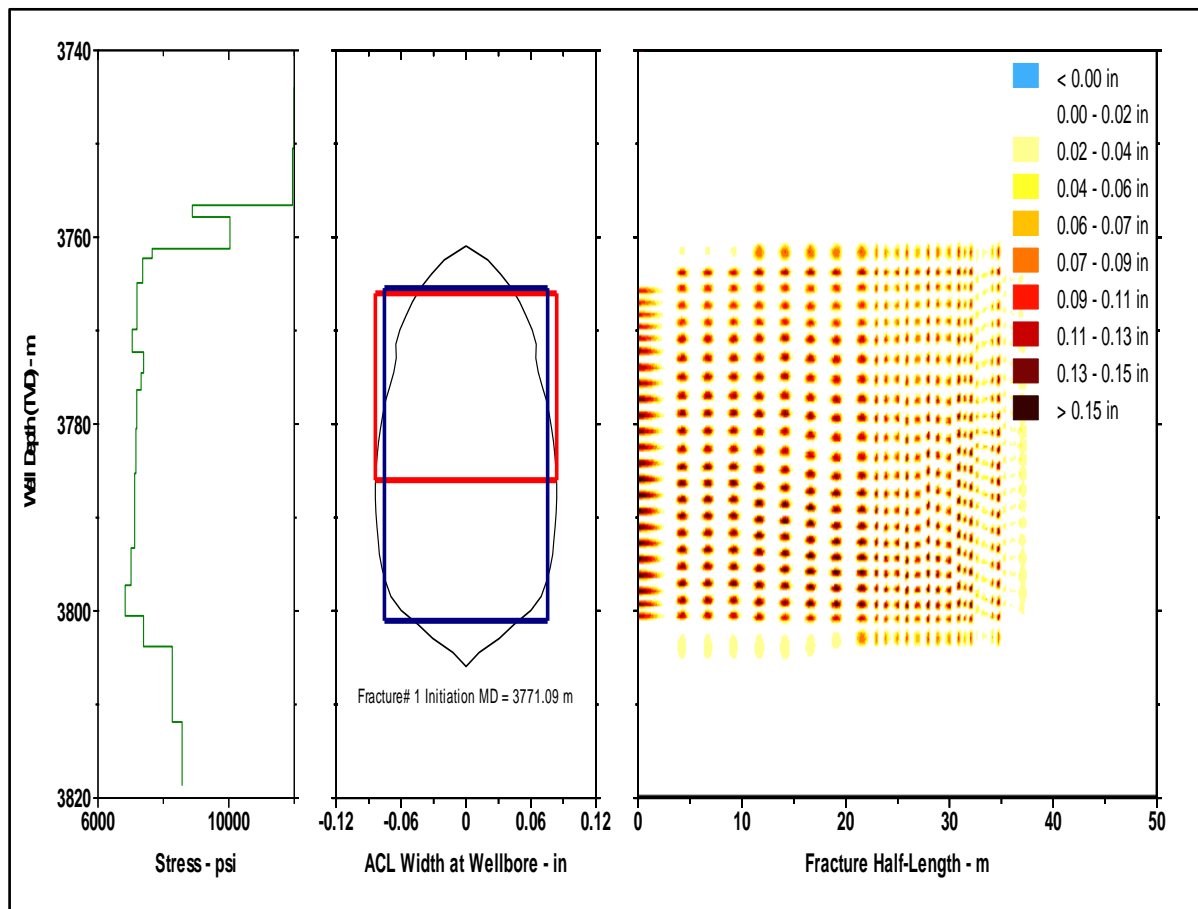 3740
3760
3780
3800
3820
Well Depth(TVD) - m
6000
10000
Stress - psi
-0.12
-0.06
0
0.06
0.12
ACL Width at Wellbore - in
Fracture# 1 Initiation MD = 3771.09 m
0
10
20
30
40
50
Fracture Half-Length - m
< 0.00 in
0.00 - 0.02 in
0.02 - 0.04 in
0.04 - 0.06 in
0.06 - 0.07 in
0.07 - 0.09 in
0.09 - 0.11 in
0.11 - 0.13 in
0.13 - 0.15 in
> 0.15 in